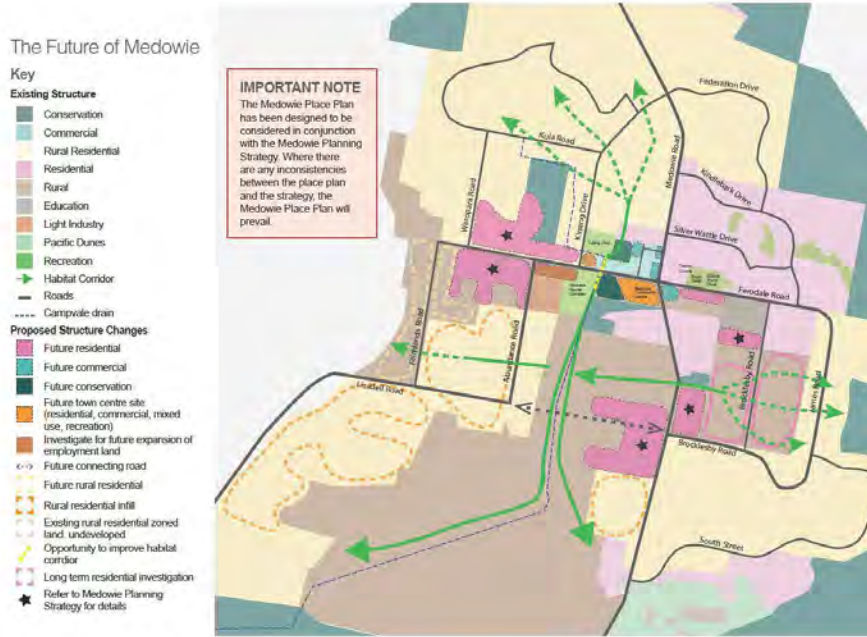 The Future of Medowie
Key
Existing Structure
Conservation
Commercial
Rural Residential
Residential
Rural
Education
Light Industry
Pacific Dunes
Recreation
Habitat Corridor
Roads
Campvale drain
Proposed Structure Changes
Future residential
Future commercial
Future conservation
Future town centre site
(residential, commercial, mixed
use, recreation)
Investigate for future expansion of
employment land
Future connecting road
Future rural residential
Rural residential infill
Existing rural residential zoned
land, undeveloped
Opportunity to improve habitat
corrdior
Long term residential investigation
Refer to Medowie Planning
Strategy for details
IMPORTANT NOTE
The Medowie Place Plan
has been designed to be
considered in conjunction
with the Medowie Planning
Strategy. Where there
are any inconsistencies
between the place plan
and the strategy, the
Medowie Place Plan will
prevail.
Federation Drive
Kula Road
Medowie Road
Kindlebark Drive
Wilopark Road
Kirrang Drive
Silver Wattle Drive
Ferodale Road
Richlands Road
Abundance Road
Brocklesby Road
James Road
Lisadell Road
Brocklesby Road
South Street